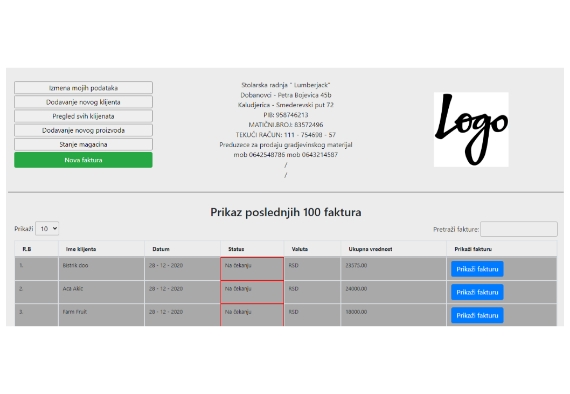 Izmena mojih podataka
Dodavanje novog klijenta
Pregled svih klijenata
Dodavanje novog proizvoda
Stanje magacina
Nova faktura
Stolarska radnja " Lumberjack"
Dobanovci - Petra Bojevica 45b
Kaludjerica - Smederevski put 72
PIB: 958746213
MATIČNI.BROJ: 83572496
TEKUĆI RAČUN: 111 - 754698 - 57
Preduzece za prodaju gradjevinskog materijal
mob 0642548786 mob 0643214587
/
/
Logo
Prikaz poslednjih 100 faktura
Prikaži 10
Pretraži fakture:
R.B Ime klijenta Datum Status Valuta Ukupna vrednost Prikaži fakturu
1. Bistrik doo 28 - 12 - 2020 Na čekanju RSD 23575.00 Prikaži fakturu
2. Aca Akic 28 - 12 - 2020 Na čekanju RSD 24000.00 Prikaži fakturu
3. Farm Fruit 28 - 12 - 2020 Na čekanju RSD 18000.00 Prikaži fakturu